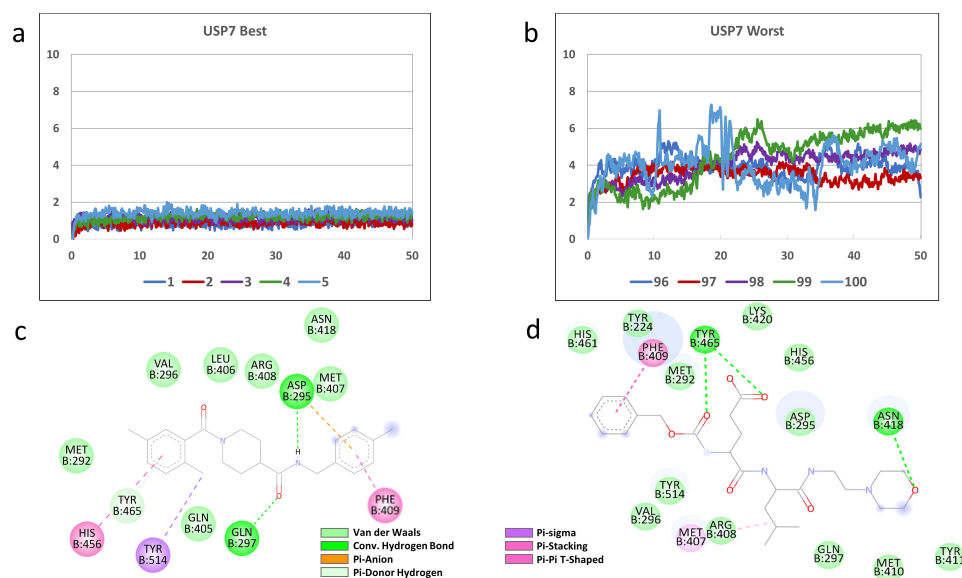 a
USP7 Best
10
8
6
4
2
0
0
10
20
30
40
50
1
2
3
4
5
b
USP7 Worst
10
8
6
4
2
0
0
10
20
30
40
50
96
97
98
99
100
c
ASN
B:418
VAL
B:296
LEU
B:406
ARG
B:408
ASP
B:295
MET
B:407
O
N
H
N
O
MET
B:292
TYR
B:465
HIS
B:456
TYR
B:514
GLN
B:405
GLN
B:297
PHE
B:409
Van der Waals
Conv. Hydrogen Bond
Pi-Anion
Pi-Donor Hydrogen
Pi-sigma
Pi-Stacking
Pi-Pi T-Shaped
d
HIS
B:461
TYR
B:224
PHE
B:409
MET
B:292
TYR
B:465
LYS
B:420
HIS
B:456
ASP
B:295
ASN
B:418
O
O
O
O
O
H
N
O
O
H
N
N
O
TYR
B:514
VAL
B:296
MET
B:407
ARG
B:408
GLN
B:297
MET
B:410
TYR
B:411